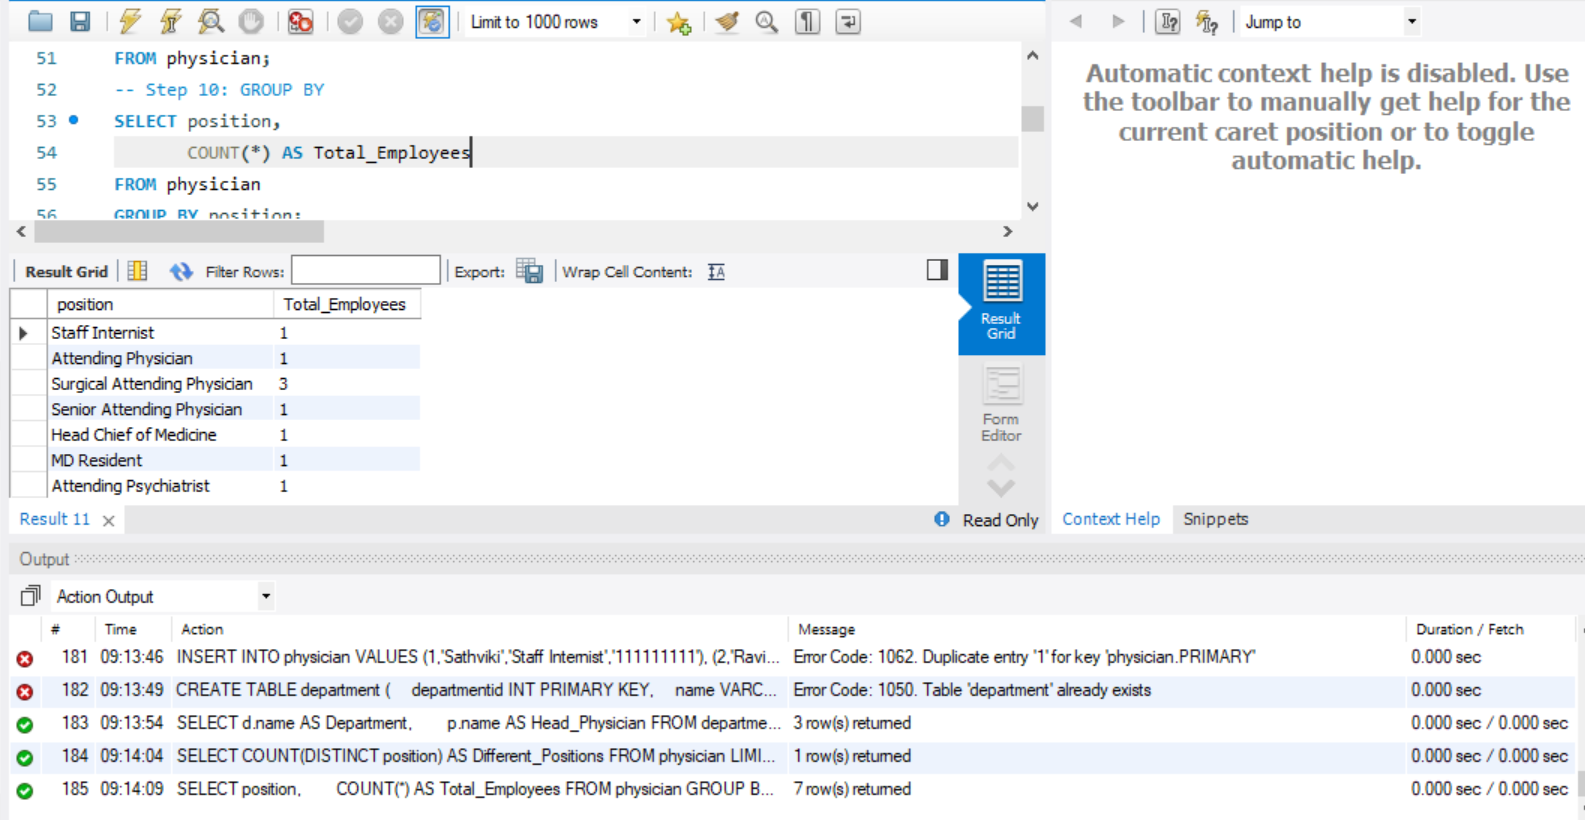 Limit to 1000 rows
Jump to
51 FROM physician;
52 -- Step 10: GROUP BY
53 SELECT position,
54 COUNT(*) AS Total_Employees
55 FROM physician
56 GROUP BY position;
Automatic context help is disabled. Use
the toolbar to manually get help for the
current caret position or to toggle
automatic help.
Result Grid Filter Rows: Export: Wrap Cell Content:
position Total_Employees
Staff Internist 1
Attending Physician 1
Surgical Attending Physician 3
Senior Attending Physician 1
Head Chief of Medicine 1
MD Resident 1
Attending Psychiatrist 1
Result
Grid
Form
Editor
Result 11
Read Only
Context Help Snippets
Output
Action Output
# Time Action Message Duration / Fetch
181 09:13:46 INSERT INTO physician VALUES (1,'Sathviki','Staff Internist','111111111'), (2,'Ravi... Error Code: 1062. Duplicate entry '1' for key 'physician.PRIMARY' 0.000 sec
182 09:13:49 CREATE TABLE department ( departmentid INT PRIMARY KEY, name VARC... Error Code: 1050. Table 'department' already exists 0.000 sec
183 09:13:54 SELECT d.name AS Department, p.name AS Head_Physician FROM departme... 3 row(s) returned 0.000 sec / 0.000 sec
184 09:14:04 SELECT COUNT(DISTINCT position) AS Different_Positions FROM physician LIMI... 1 row(s) returned 0.000 sec / 0.000 sec
185 09:14:09 SELECT position, COUNT(*) AS Total_Employees FROM physician GROUP B... 7 row(s) returned 0.000 sec / 0.000 sec